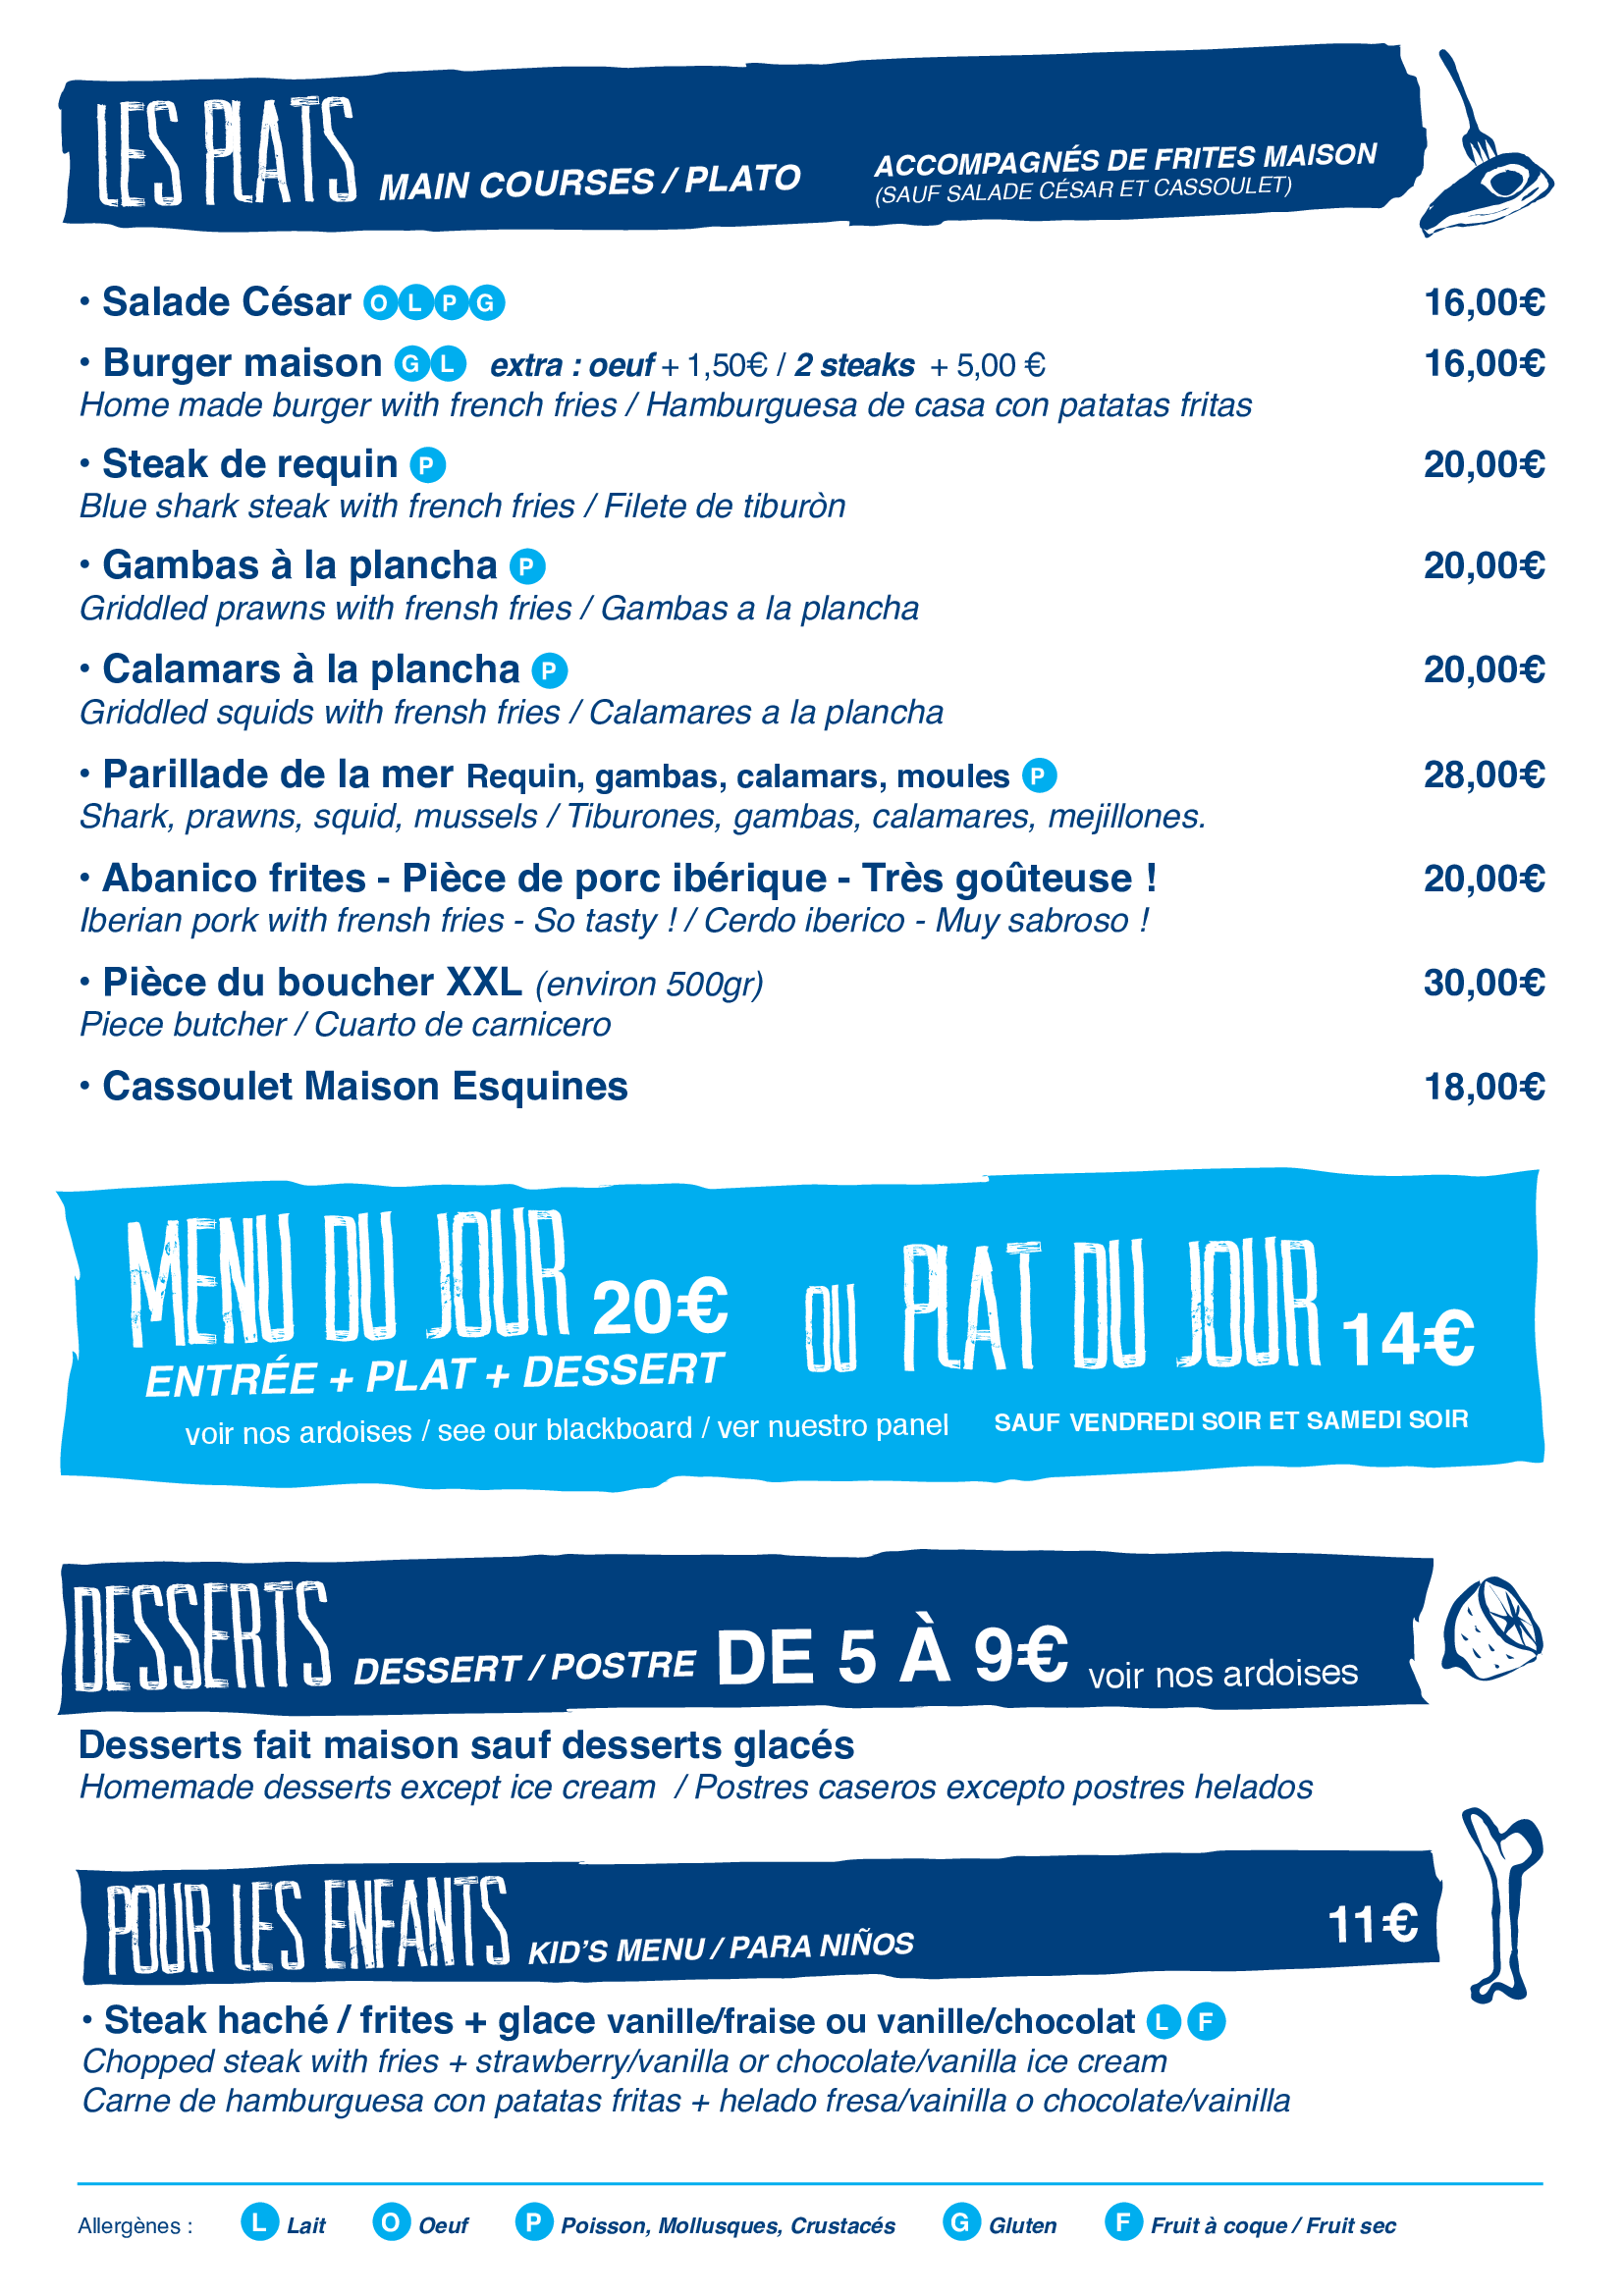 LES PLATS MAIN COURSES / PLATO ACCOMPAGNÉS DE FRITES MAISON
(SAUF SALADE CÉSAR ET CASSOULET)
• Salade César O L P G 16,00€
• Burger maison G L extra : oeuf + 1,50€ / 2 steaks + 5,00 € 16,00€
Home made burger with french fries / Hamburguesa de casa con patatas fritas
• Steak de requin P 20,00€
Blue shark steak with french fries / Filete de tiburòn
• Gambas à la plancha P 20,00€
Griddled prawns with frensh fries / Gambas a la plancha
• Calamars à la plancha P 20,00€
Griddled squids with frensh fries / Calamares a la plancha
• Parillade de la mer Requin, gambas, calamars, moules P 28,00€
Shark, prawns, squid, mussels / Tiburones, gambas, calamares, mejillones.
• Abanico frites - Pièce de porc ibérique - Très goûteuse ! 20,00€
Iberian pork with frensh fries - So tasty ! / Cerdo iberico - Muy sabroso !
• Pièce du boucher XXL (environ 500gr) 30,00€
Piece butcher / Cuarto de carnicero
• Cassoulet Maison Esquines 18,00€
MENU DU JOUR 20€ OU PLAT DU JOUR 14€
ENTRÉE + PLAT + DESSERT
voir nos ardoises / see our blackboard / ver nuestro panel SAUF VENDREDI SOIR ET SAMEDI SOIR
DESSERTS DESSERT / POSTRE DE 5 À 9€ voir nos ardoises
Desserts fait maison sauf desserts glacés
Homemade desserts except ice cream / Postres caseros excepto postres helados
POUR LES ENFANTS KID'S MENU / PARA NIÑOS 11€
• Steak haché / frites + glace vanille/fraise ou vanille/chocolat L F
Chopped steak with fries + strawberry/vanilla or chocolate/vanilla ice cream
Carne de hamburguesa con patatas fritas + helado fresa/vainilla o chocolate/vainilla
Allergènes : L Lait O Oeuf P Poisson, Mollusques, Crustacés G Gluten F Fruit à coque / Fruit sec